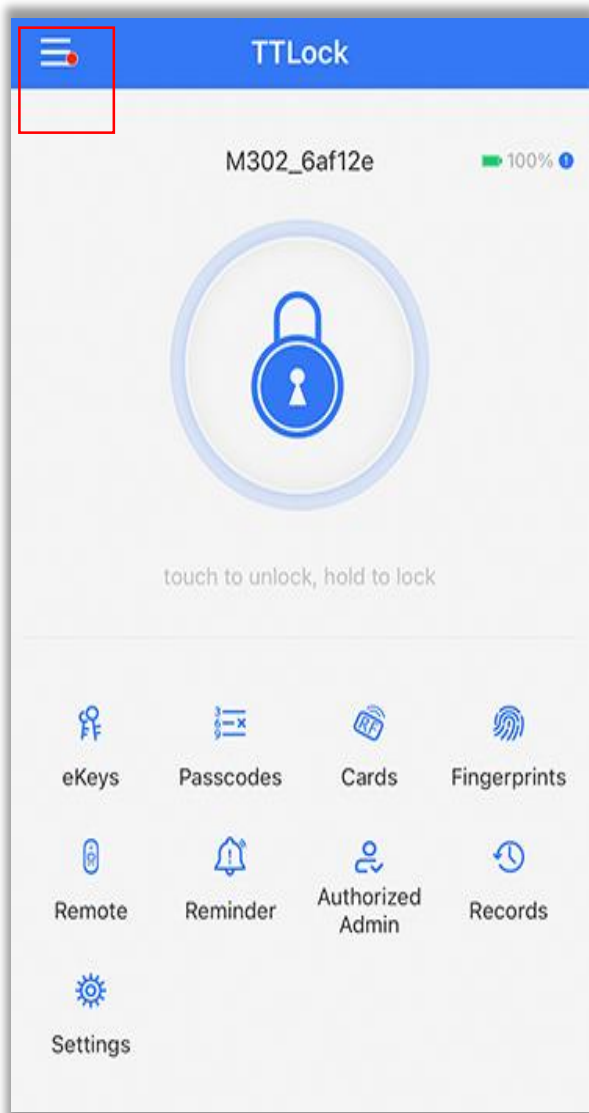 TTLock
M302_6af12e 100%
touch to unlock, hold to lock
eKeys Passcodes Cards Fingerprints
Remote Reminder Authorized Admin Records
Settings